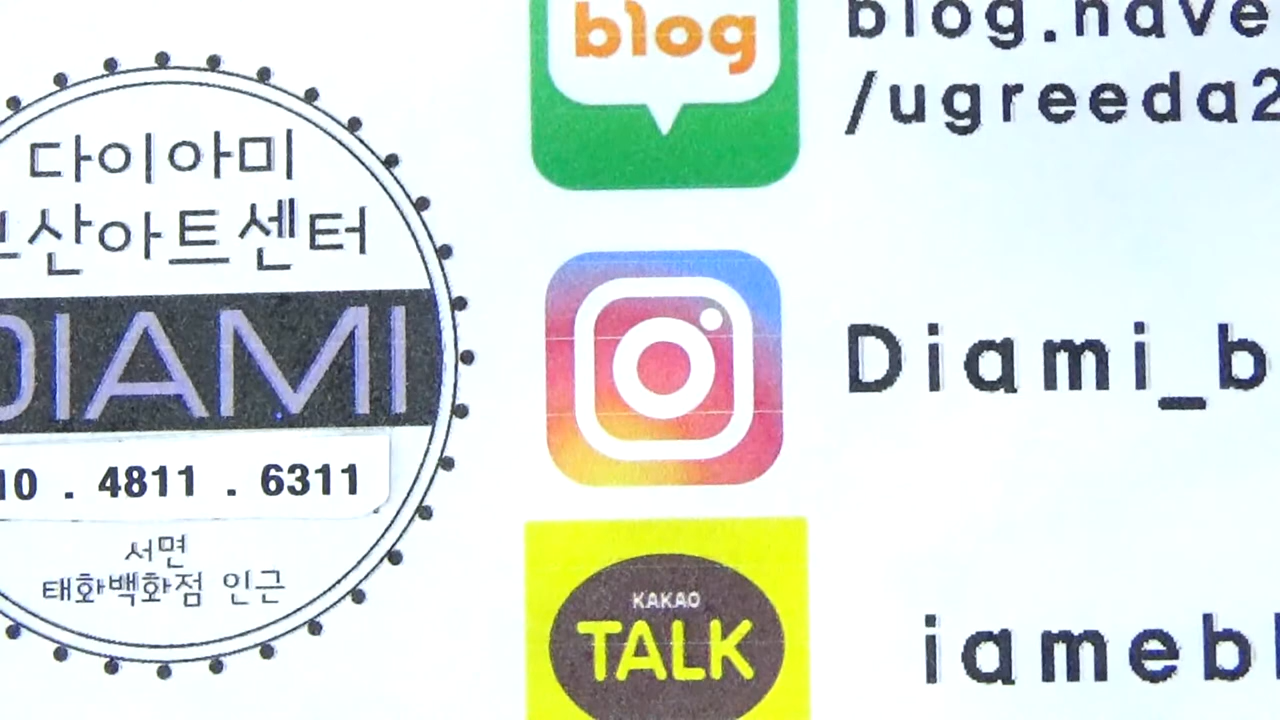 다이아미
산아트센터
DIAMI
10 . 4811 . 6311
서면
태화백화점 인근
blog
blog.nave
/ugreeda2
Diami_b
KAKAO
TALK
iameb